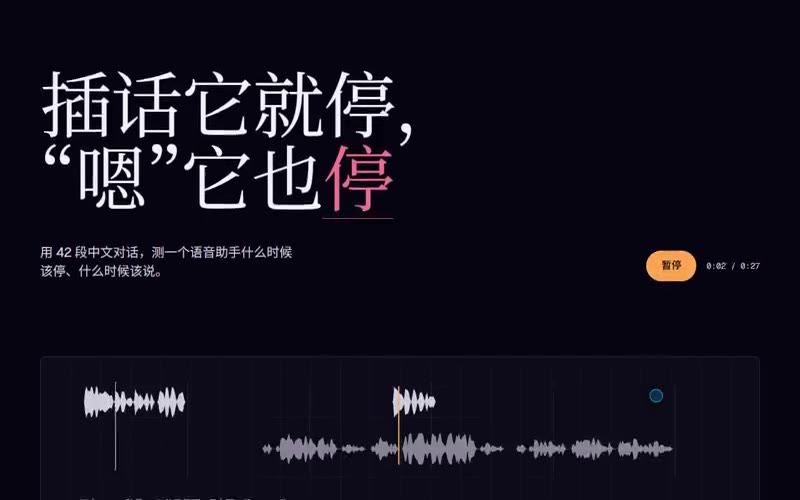 插话它就停，
“嗯”它也停
用 42 段中文对话，测一个语音助手什么时候
该停、什么时候该说。
暂停
0:02 / 0:27